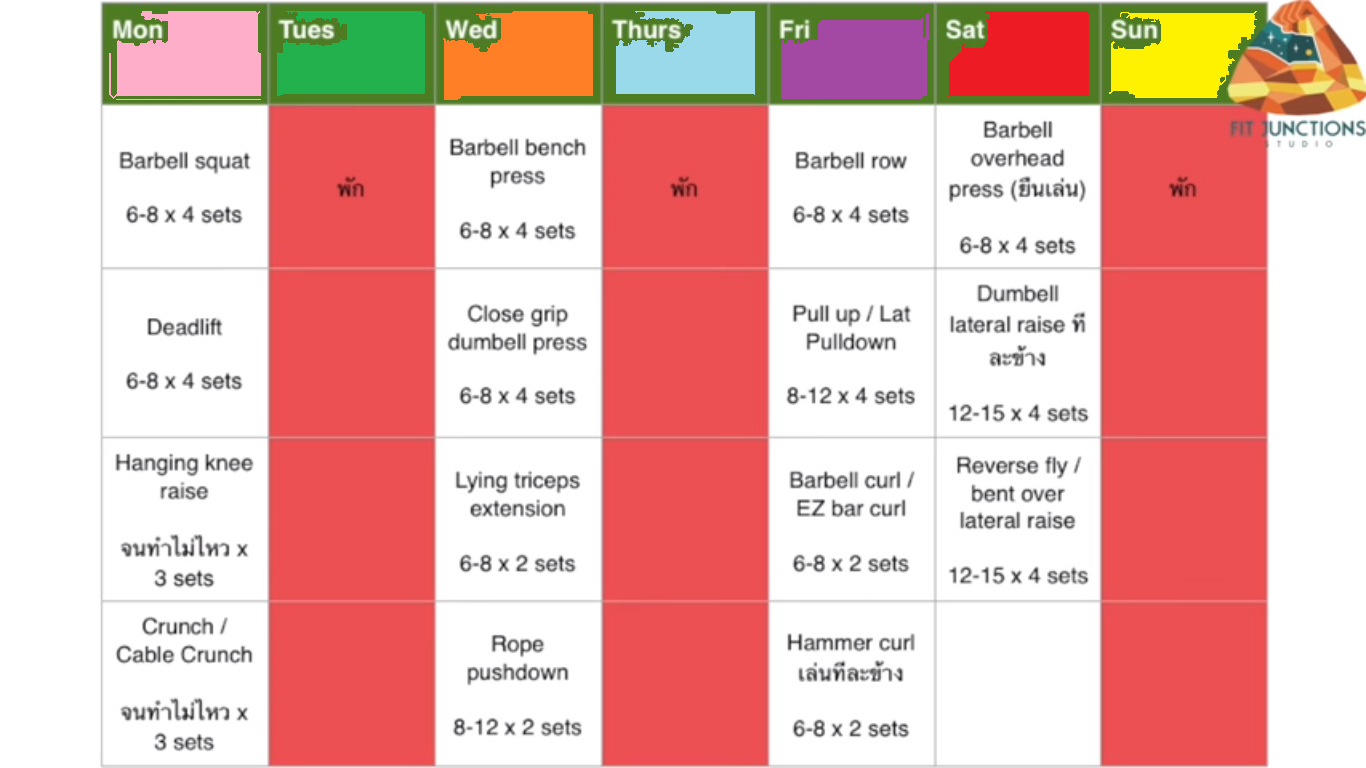 Mon
Tues
Wed
Thurs
Fri
Sat
Sun
FIT JUNCTIONS
STUDIO
Barbell squat
6-8 x 4 sets
พัก
Barbell bench
press
6-8 x 4 sets
พัก
Barbell row
6-8 x 4 sets
Barbell
overhead
press (ยืนเล่น)
6-8 x 4 sets
พัก
Deadlift
6-8 x 4 sets
Close grip
dumbell press
6-8 x 4 sets
Pull up / Lat
Pulldown
8-12 x 4 sets
Dumbell
lateral raise ที
ละข้าง
12-15 x 4 sets
Hanging knee
raise
จนทำไม่ไหว x
3 sets
Lying triceps
extension
6-8 x 2 sets
Barbell curl /
EZ bar curl
6-8 x 2 sets
Reverse fly /
bent over
lateral raise
12-15 x 4 sets
Crunch /
Cable Crunch
จนทำไม่ไหว x
3 sets
Rope
pushdown
8-12 x 2 sets
Hammer curl
เล่นทีละข้าง
6-8 x 2 sets